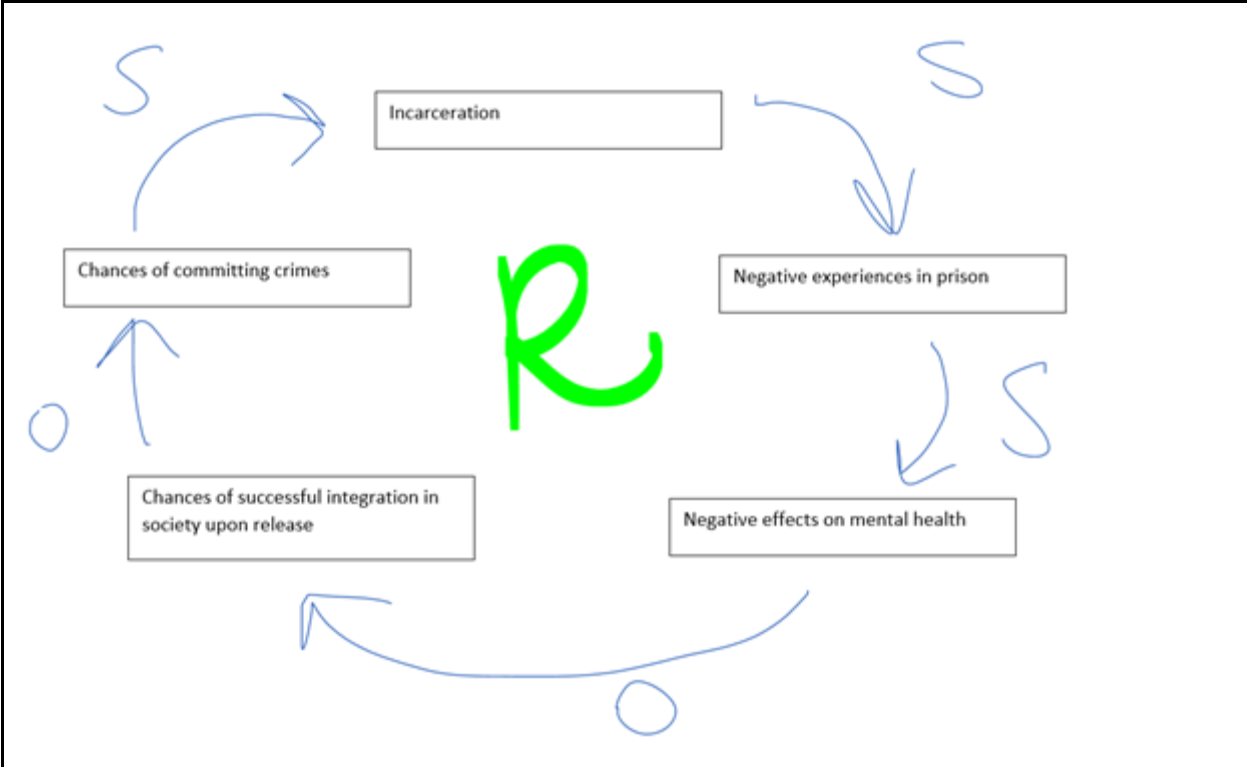 S
S
Incarceration
Chances of committing crimes
Negative experiences in prison
R
O
S
Chances of successful integration in
society upon release
Negative effects on mental health
O